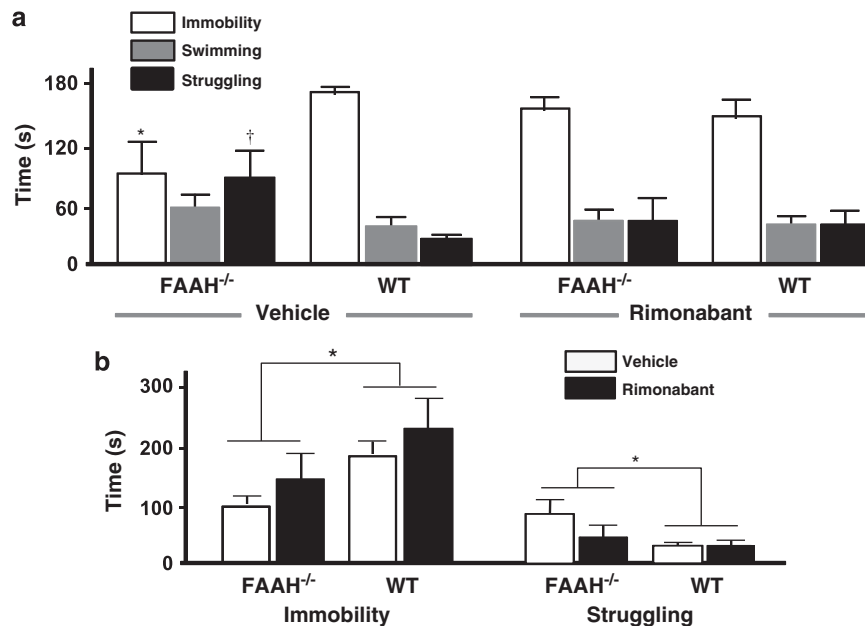 a
Immobility
Swimming
Struggling
Time (s)
180
120
60
0
*
†
FAAH-/-
WT
FAAH-/-
WT
Vehicle
Rimonabant
b
Vehicle
Rimonabant
Time (s)
300
200
100
0
*
*
FAAH-/-
WT
FAAH-/-
WT
Immobility
Struggling